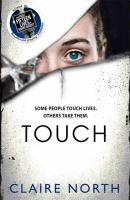 SOME PEOPLE TOUCH LIVES.
OTHERS TAKE THEM.
TOUCH
CLAIRE NORTH